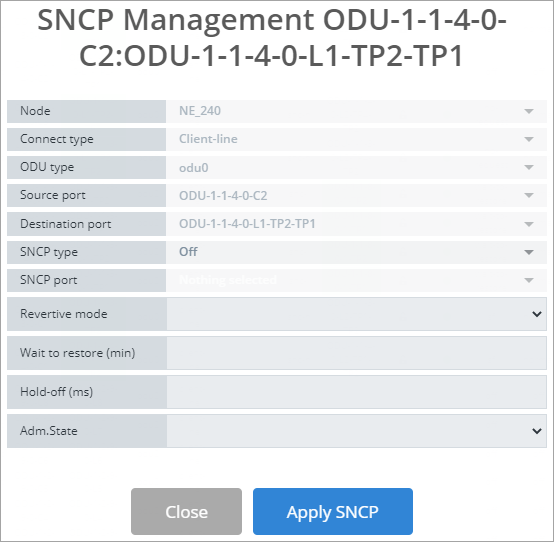 SNCP Management ODU-1-1-4-0-
C2:ODU-1-1-4-0-L1-TP2-TP1
Node NE_240
Connect type Client-line
ODU type odu0
Source port ODU-1-1-4-0-C2
Destination port ODU-1-1-4-0-L1-TP2-TP1
SNCP type Off
SNCP port Nothing selected
Revertive mode
Wait to restore (min)
Hold-off (ms)
Adm.State
Close Apply SNCP